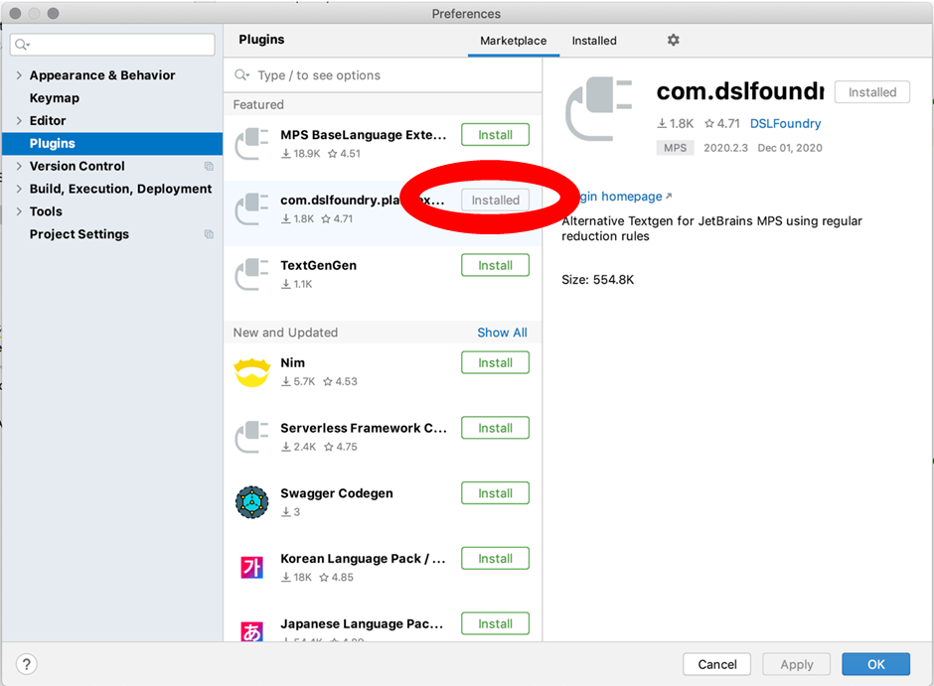 Preferences
Plugins
Marketplace
Installed
Appearance & Behavior
Keymap
Editor
Plugins
Version Control
Build, Execution, Deployment
Tools
Project Settings
Type / to see options
Featured
MPS BaseLanguage Exte...
Install
18.9K 4.51
com.dslfoundry.pla
Installed
1.8K 4.71
TextGenGen
Install
1.1K
New and Updated
Show All
Nim
Install
5.7K 4.53
Serverless Framework C...
Install
2.4K 4.75
Swagger Codegen
Install
3
가
Korean Language Pack / ...
Install
18K 4.85
あ
Japanese Language Pac...
Install
com.dslfoundr
Installed
1.8K 4.71 DSLFoundry
MPS 2020.2.3 Dec 01, 2020
gin homepage ↗
Alternative Textgen for JetBrains MPS using regular
reduction rules
Size: 554.8K
?
Cancel
Apply
OK